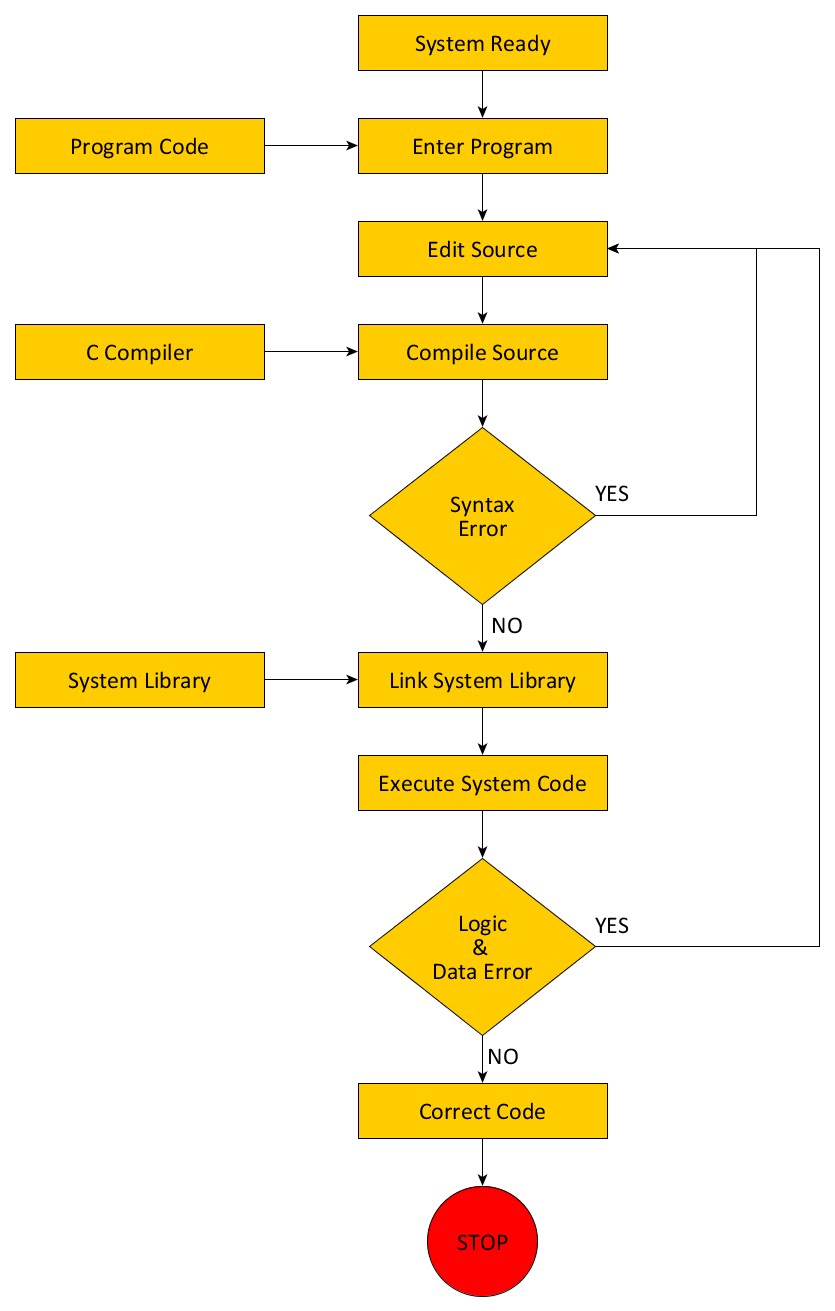 System Ready
Program Code
Enter Program
Edit Source
C Compiler
Compile Source
Syntax
Error
YES
NO
System Library
Link System Library
Execute System Code
Logic
&
Data Error
YES
NO
Correct Code
STOP